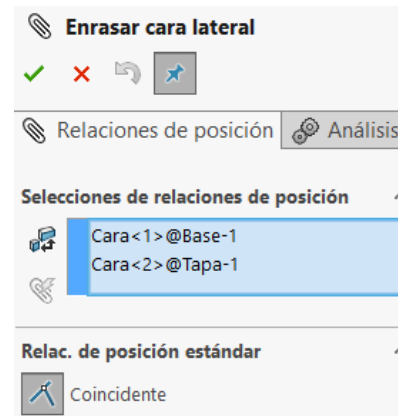 Enrasar cara lateral
Relaciones de posición Análisis
Selecciones de relaciones de posición
Cara<1>@Base-1
Cara<2>@Tapa-1
Relac. de posición estándar
Coincidente